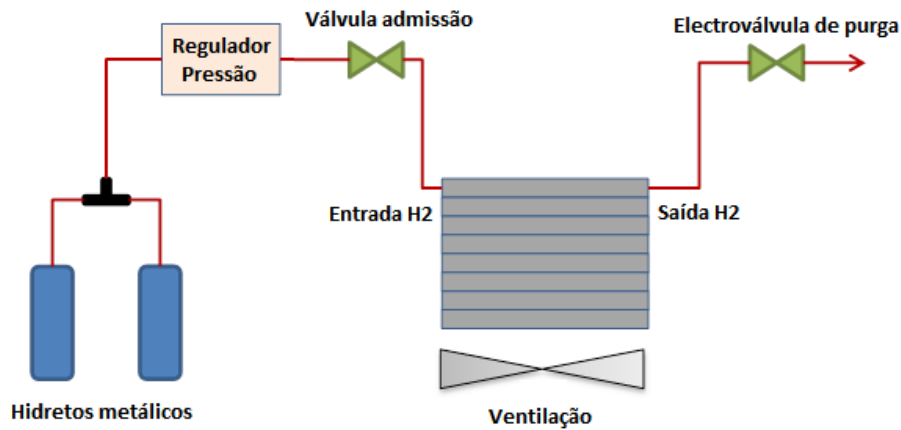 Válvula admissão
Electroválvula de purga
Regulador
Pressão
Entrada H2
Saída H2
Hidretos metálicos
Ventilação